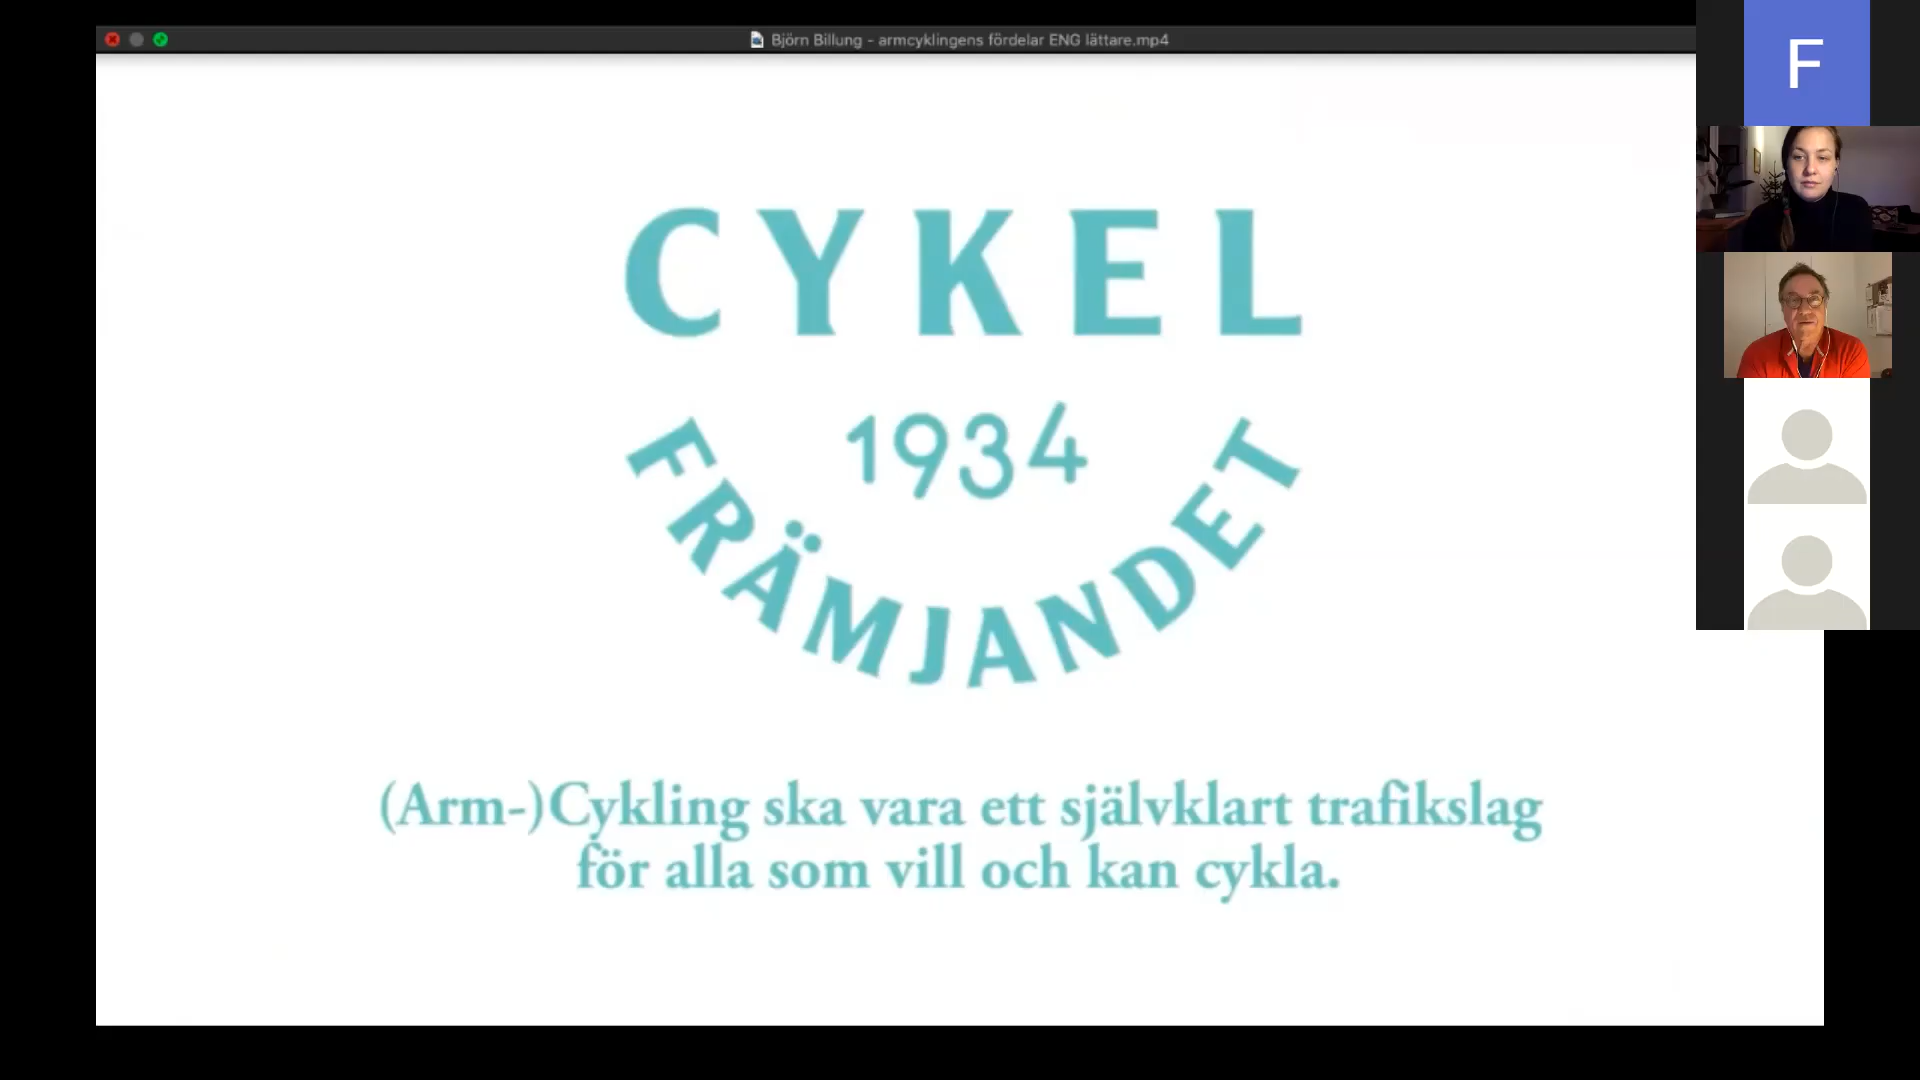 Björn Billung - armcyklingens fördelar ENG lättare.mp4
F
CYKEL
1934
FRÄMJANDET
(Arm-)Cykling ska vara ett självklart trafikslag
för alla som vill och kan cykla.